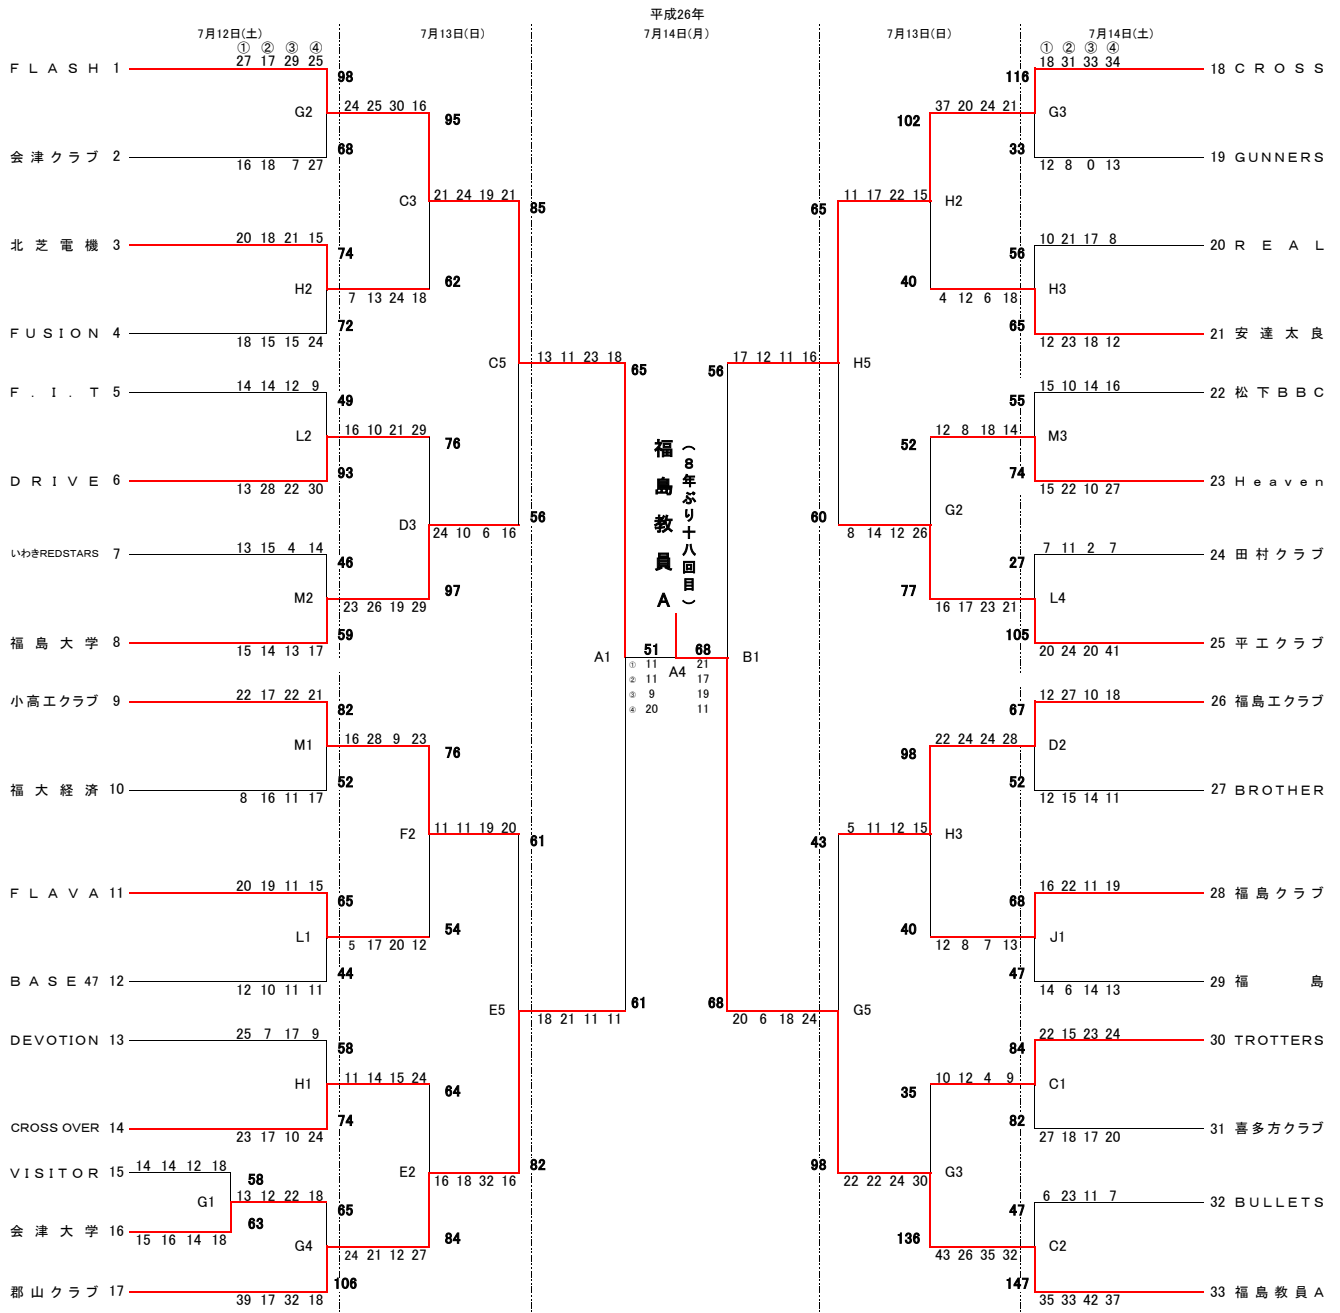 平成26年
7月12日(土) 7月13日(日) 7月14日(月) 7月13日(日) 7月14日(土)
① ② ③ ④
27 17 29 25
FLASH 1
98
G2 24 25 30 16
95
68
会津クラブ 2
16 18 7 27
C3 21 24 19 21
85
20 18 21 15
北芝電機 3
74
62
H2 7 13 24 18
72
FUSION 4
18 15 15 24
C5 13 11 23 18
65
14 14 12 9
F.I.T 5
49
L2 16 10 21 29
76
93
DRIVE 6
13 28 22 30
D3 24 10 6 16
56
13 15 4 14
いわきREDSTARS 7
46
97
M2 23 26 19 29
59
福島大学 8
15 14 13 17
A1
22 17 22 21
小高工クラブ 9
82
M1 16 28 9 23
76
52
福大経済 10
8 16 11 17
F2 11 11 19 20
61
20 19 11 15
FLAVA 11
65
54
L1 5 17 20 12
44
BASE47 12
12 10 11 11
E5 18 21 11 11
61
25 7 17 9
DEVOTION 13
58
H1 11 14 15 24
64
74
CROSS OVER 14
23 17 10 24
E2 16 18 32 16
82
14 14 12 18
VISITOR 15
58
G1 13 12 22 18
63
65
会津大学 16
15 16 14 18
84
G4 24 21 12 27
106
郡山クラブ 17
39 17 32 18
福島教員A
(8年ぶり十八回目)
51 68
A4
① 11 21
② 11 17
③ 9 19
④ 20 11
① ② ③ ④
18 31 33 34
18 CROSS
116
37 20 24 21 G3
102
33
19 GUNNERS
12 8 0 13
11 17 22 15 H2
65
10 21 17 8
20 REAL
56
40
4 12 6 18 H3
65
21 安達太良
12 23 18 12
17 12 11 16 H5
56
15 10 14 16
22 松下BBC
55
12 8 18 14 M3
52
74
23 Heaven
15 22 10 27
8 14 12 26 G2
60
7 11 2 7
24 田村クラブ
27
77
16 17 23 21 L4
105
25 平工クラブ
20 24 20 41
B1
12 27 10 18
26 福島工クラブ
67
22 24 24 28 D2
98
52
27 BROTHER
12 15 14 11
5 11 12 15 H3
43
16 22 11 19
28 福島クラブ
68
40
12 8 7 13 J1
47
29 福島
14 6 14 13
20 6 18 24 G5
68
22 15 23 24
30 TROTTERS
84
10 12 4 9 C1
35
82
31 喜多方クラブ
27 18 17 20
22 22 24 30 G3
98
6 23 11 7
32 BULLETS
47
136
43 26 35 32 C2
147
33 福島教員A
35 33 42 37